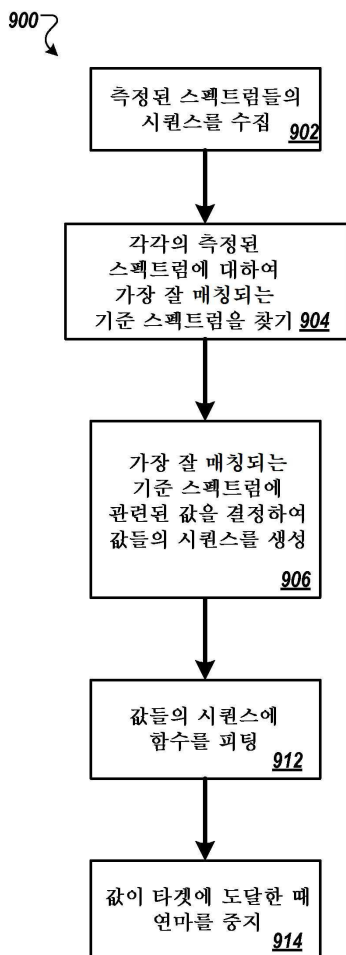 900
측정된 스펙트럼들의
시퀀스를 수집
902
각각의 측정된
스펙트럼에 대하여
가장 잘 매칭되는
기준 스펙트럼을 찾기 904
가장 잘 매칭되는
기준 스펙트럼에
관련된 값을 결정하여
값들의 시퀀스를 생성
906
값들의 시퀀스에
함수를 피팅
912
값이 타겟에 도달한 때
연마를 중지
914